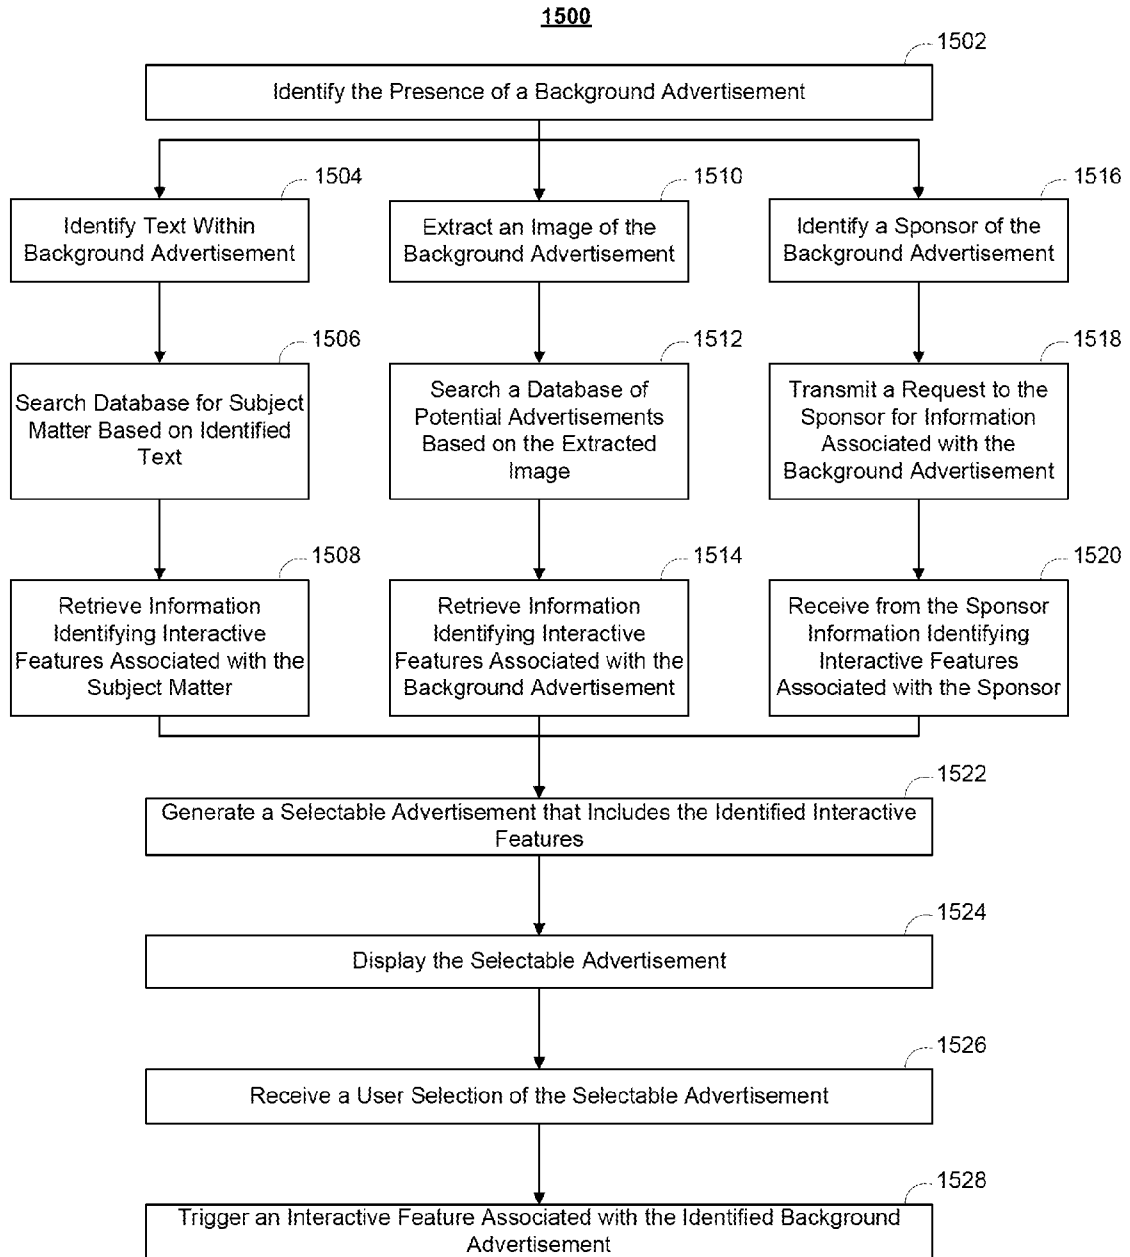 1500
1502
Identify the Presence of a Background Advertisement
1504
Identify Text Within
Background Advertisement
1510
Extract an Image of the
Background Advertisement
1516
Identify a Sponsor of the
Background Advertisement
1506
Search Database for Subject
Matter Based on Identified
Text
1512
Search a Database of
Potential Advertisements
Based on the Extracted
Image
1518
Transmit a Request to the
Sponsor for Information
Associated with the
Background Advertisement
1508
Retrieve Information
Identifying Interactive
Features Associated with the
Subject Matter
1514
Retrieve Information
Identifying Interactive
Features Associated with the
Background Advertisement
1520
Receive from the Sponsor
Information Identifying
Interactive Features
Associated with the Sponsor
1522
Generate a Selectable Advertisement that Includes the Identified Interactive
Features
1524
Display the Selectable Advertisement
1526
Receive a User Selection of the Selectable Advertisement
1528
Trigger an Interactive Feature Associated with the Identified Background
Advertisement